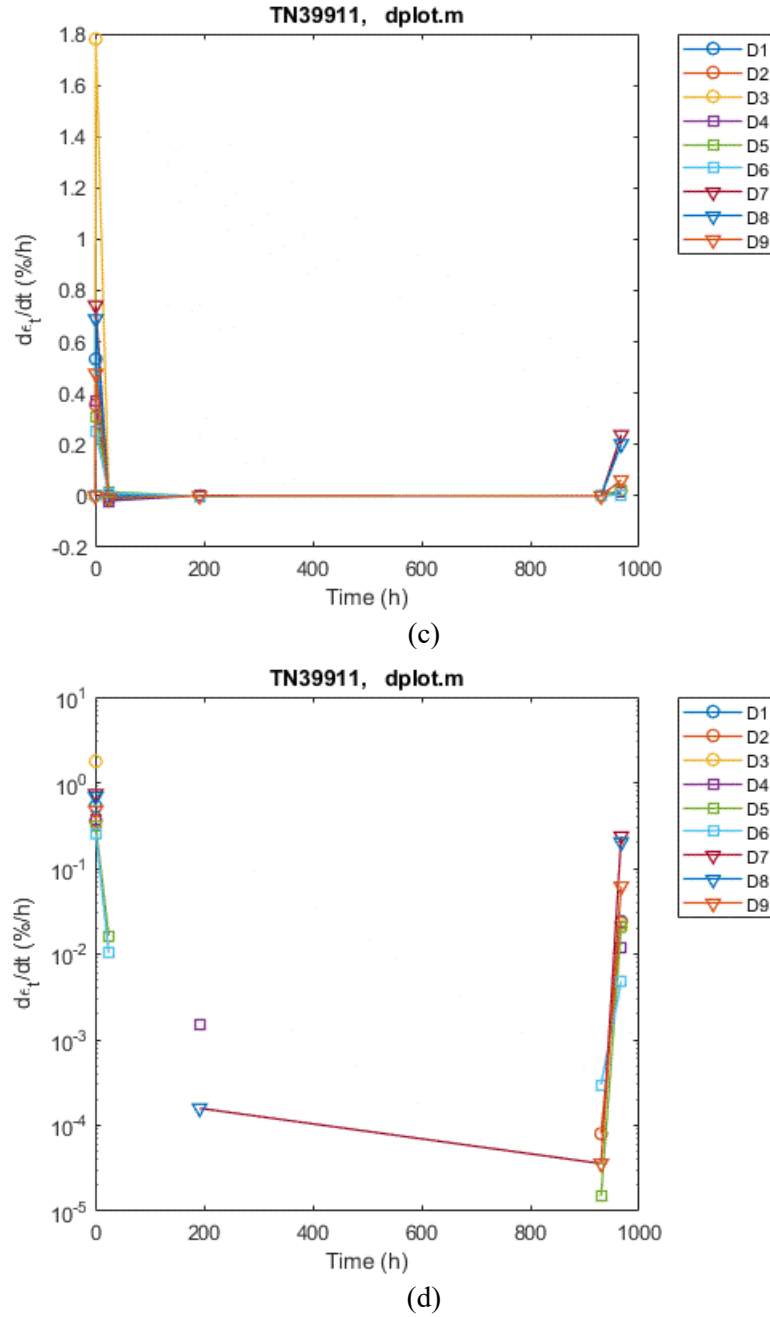 TN39911,   dplot.m
1.8
1.6
1.4
1.2
1
0.8
0.6
0.4
0.2
0
-0.2
dεt/dt (%/h)
0 200 400 600 800 1000
Time (h)
D1
D2
D3
D4
D5
D6
D7
D8
D9
(c)
TN39911,   dplot.m
10^1
10^0
10^-1
10^-2
10^-3
10^-4
10^-5
dεt/dt (%/h)
0 200 400 600 800 1000
Time (h)
D1
D2
D3
D4
D5
D6
D7
D8
D9
(d)